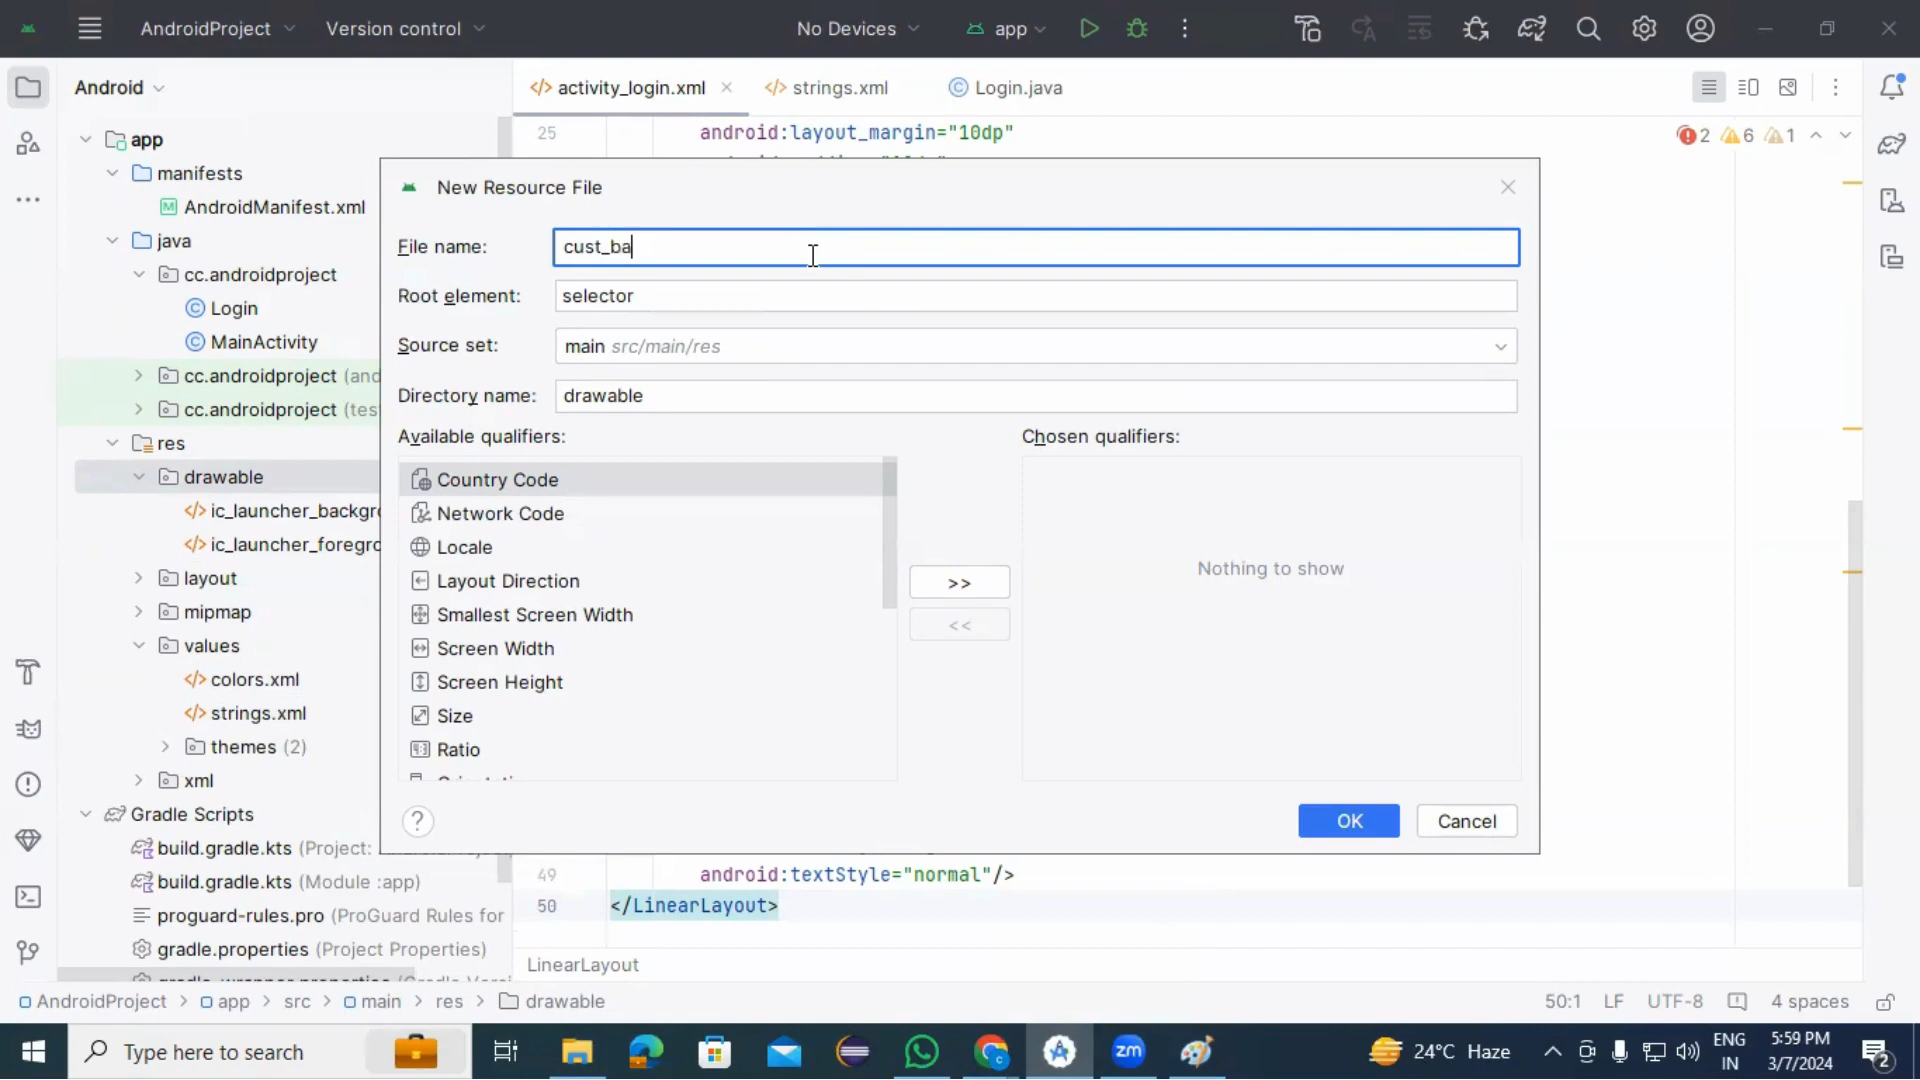 AndroidProject
Version control
No Devices
app
Android
activity_login.xml
strings.xml
Login.java
25
android:layout_margin="10dp"
2
6
1
app
manifests
AndroidManifest.xml
java
cc.androidproject
Login
MainActivity
cc.androidproject (and
cc.androidproject (tes
res
drawable
ic_launcher_backgr
ic_launcher_foregr
layout
mipmap
values
colors.xml
strings.xml
themes (2)
xml
Gradle Scripts
build.gradle.kts (Project:
build.gradle.kts (Module :app)
proguard-rules.pro (ProGuard Rules for
gradle.properties (Project Properties)
New Resource File
File name:
cust_ba
Root element:
selector
Source set:
main src/main/res
Directory name:
drawable
Available qualifiers:
Chosen qualifiers:
Country Code
Network Code
Locale
Layout Direction
Smallest Screen Width
Screen Width
Screen Height
Size
Ratio
>>
<<
Nothing to show
?
OK
Cancel
49
android:textStyle="normal"/>
50
</LinearLayout>
LinearLayout
AndroidProject > app > src > main > res > drawable
50:1
LF
UTF-8
4 spaces
Type here to search
zm
24°C Haze
ENG
IN
5:59 PM
3/7/2024
2